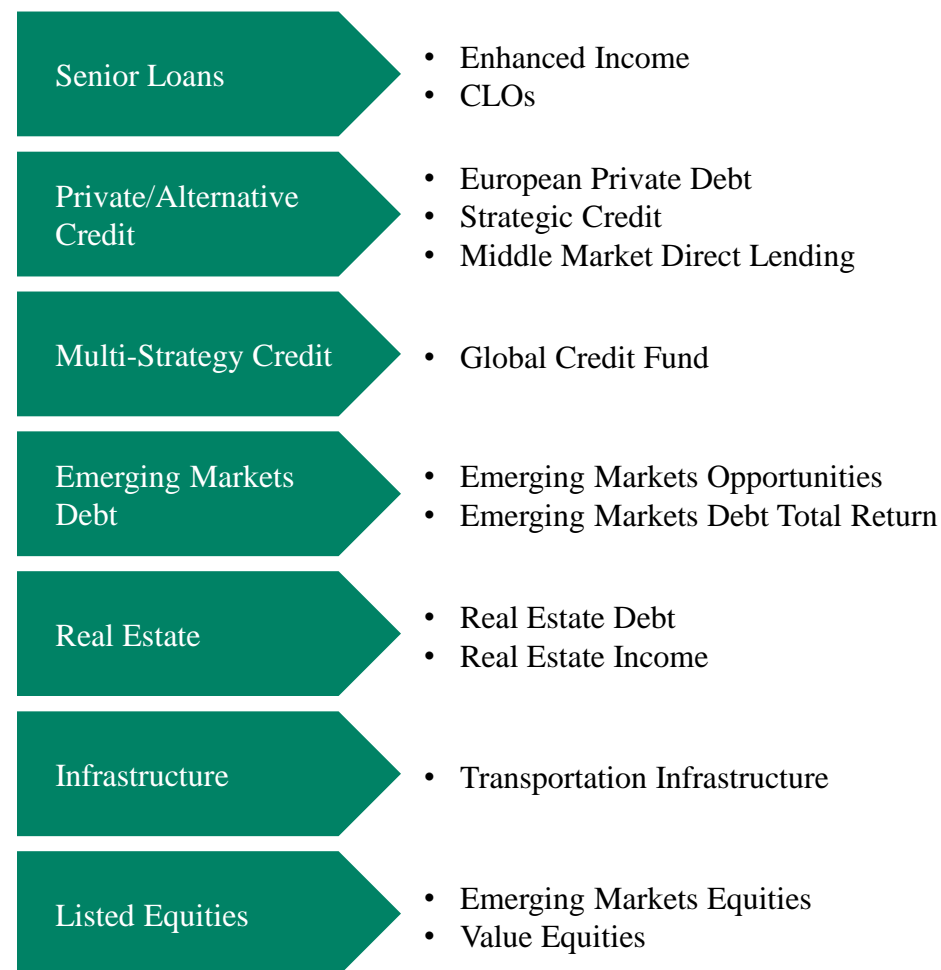 Senior Loans
• Enhanced Income
• CLOs
Private/Alternative
Credit
• European Private Debt
• Strategic Credit
• Middle Market Direct Lending
Multi-Strategy Credit
• Global Credit Fund
Emerging Markets
Debt
• Emerging Markets Opportunities
• Emerging Markets Debt Total Return
Real Estate
• Real Estate Debt
• Real Estate Income
Infrastructure
• Transportation Infrastructure
Listed Equities
• Emerging Markets Equities
• Value Equities